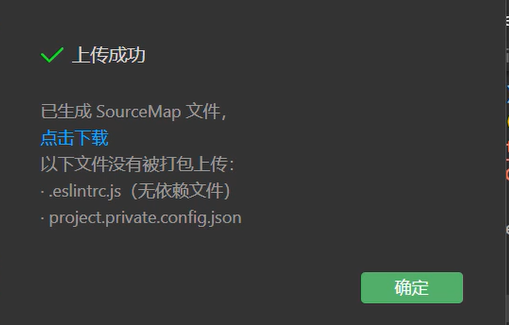 上传成功
已生成 SourceMap 文件，
点击下载
以下文件没有被打包上传：
· .eslintrc.js（无依赖文件）
· project.private.config.json
确定